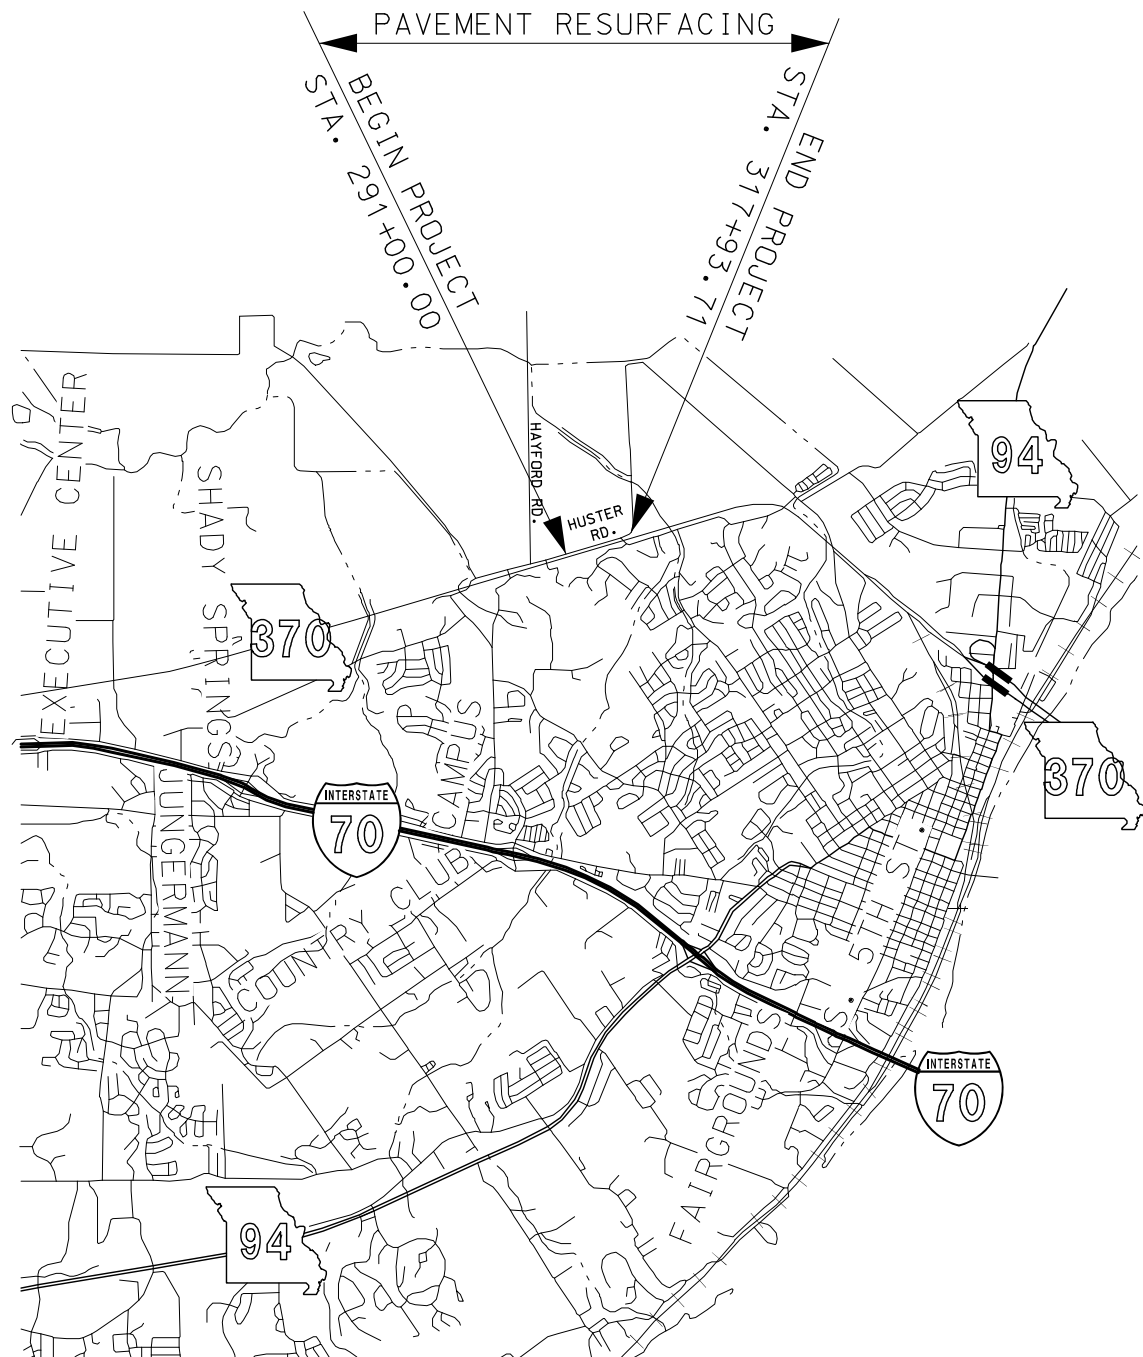 PAVEMENT RESURFACING
BEGIN PROJECT
STA. 291+00.00
STA. 317+93.71
END PROJECT
HAYFORD RD.
HUSTER
RD.
94
EXECUTIVE CENTER
SHADY SPRINGS
370
370
CAMPUS
INTERSTATE
70
JUNGERMANN
COUNTRY CLUB
S. 5TH ST.
FAIRGROUNDS
INTERSTATE
70
94